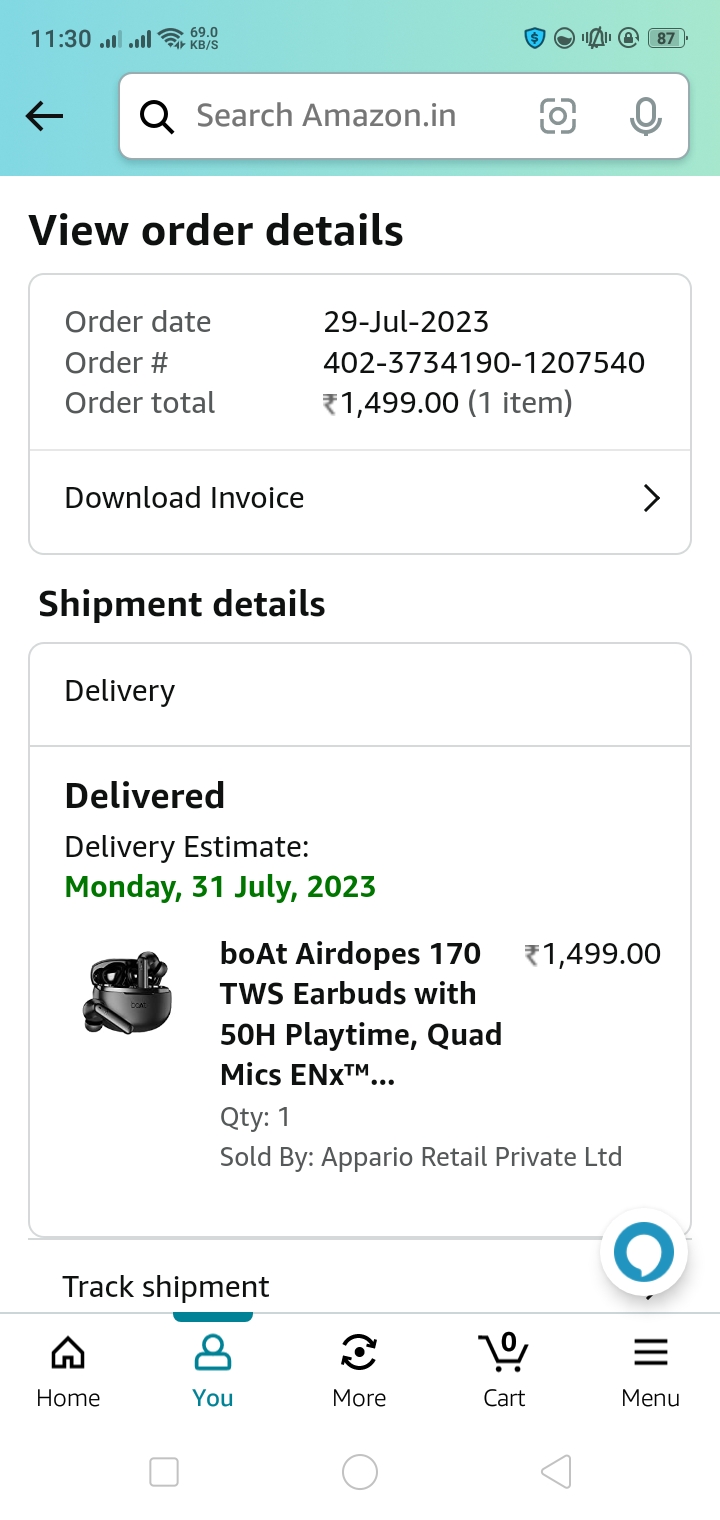 11:30
69.0
KB/S
87
Search Amazon.in
View order details
Order date 29-Jul-2023
Order # 402-3734190-1207540
Order total ₹1,499.00 (1 item)
Download Invoice
Shipment details
Delivery
Delivered
Delivery Estimate:
Monday, 31 July, 2023
boAt Airdopes 170 ₹1,499.00
TWS Earbuds with
50H Playtime, Quad
Mics ENx™...
Qty: 1
Sold By: Appario Retail Private Ltd
boAt
Track shipment
0
Home You More Cart Menu